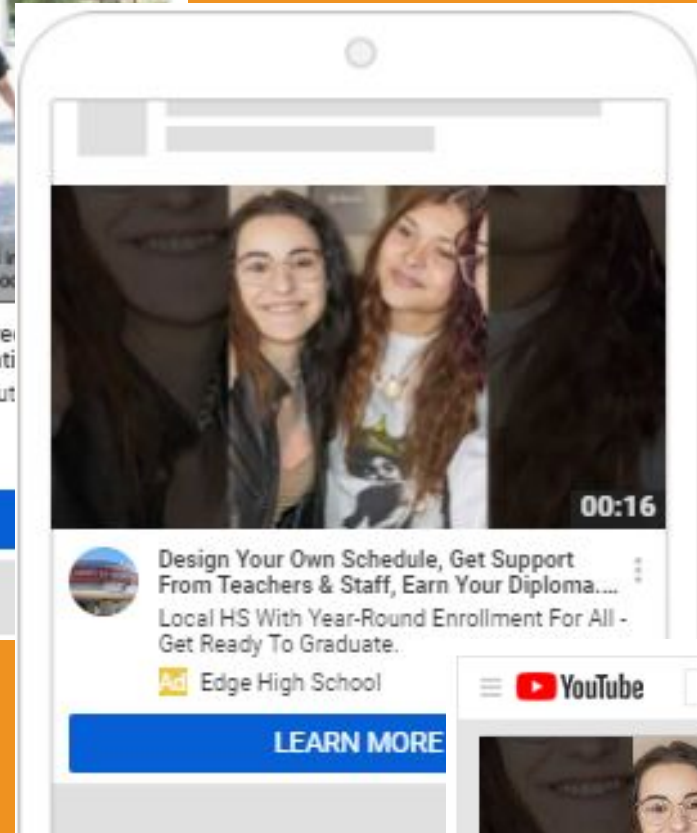 00:16
Design Your Own Schedule, Get Support
From Teachers & Staff, Earn Your Diploma....
Local HS With Year-Round Enrollment For All -
Get Ready To Graduate.
Ad Edge High School
LEARN MORE
YouTube